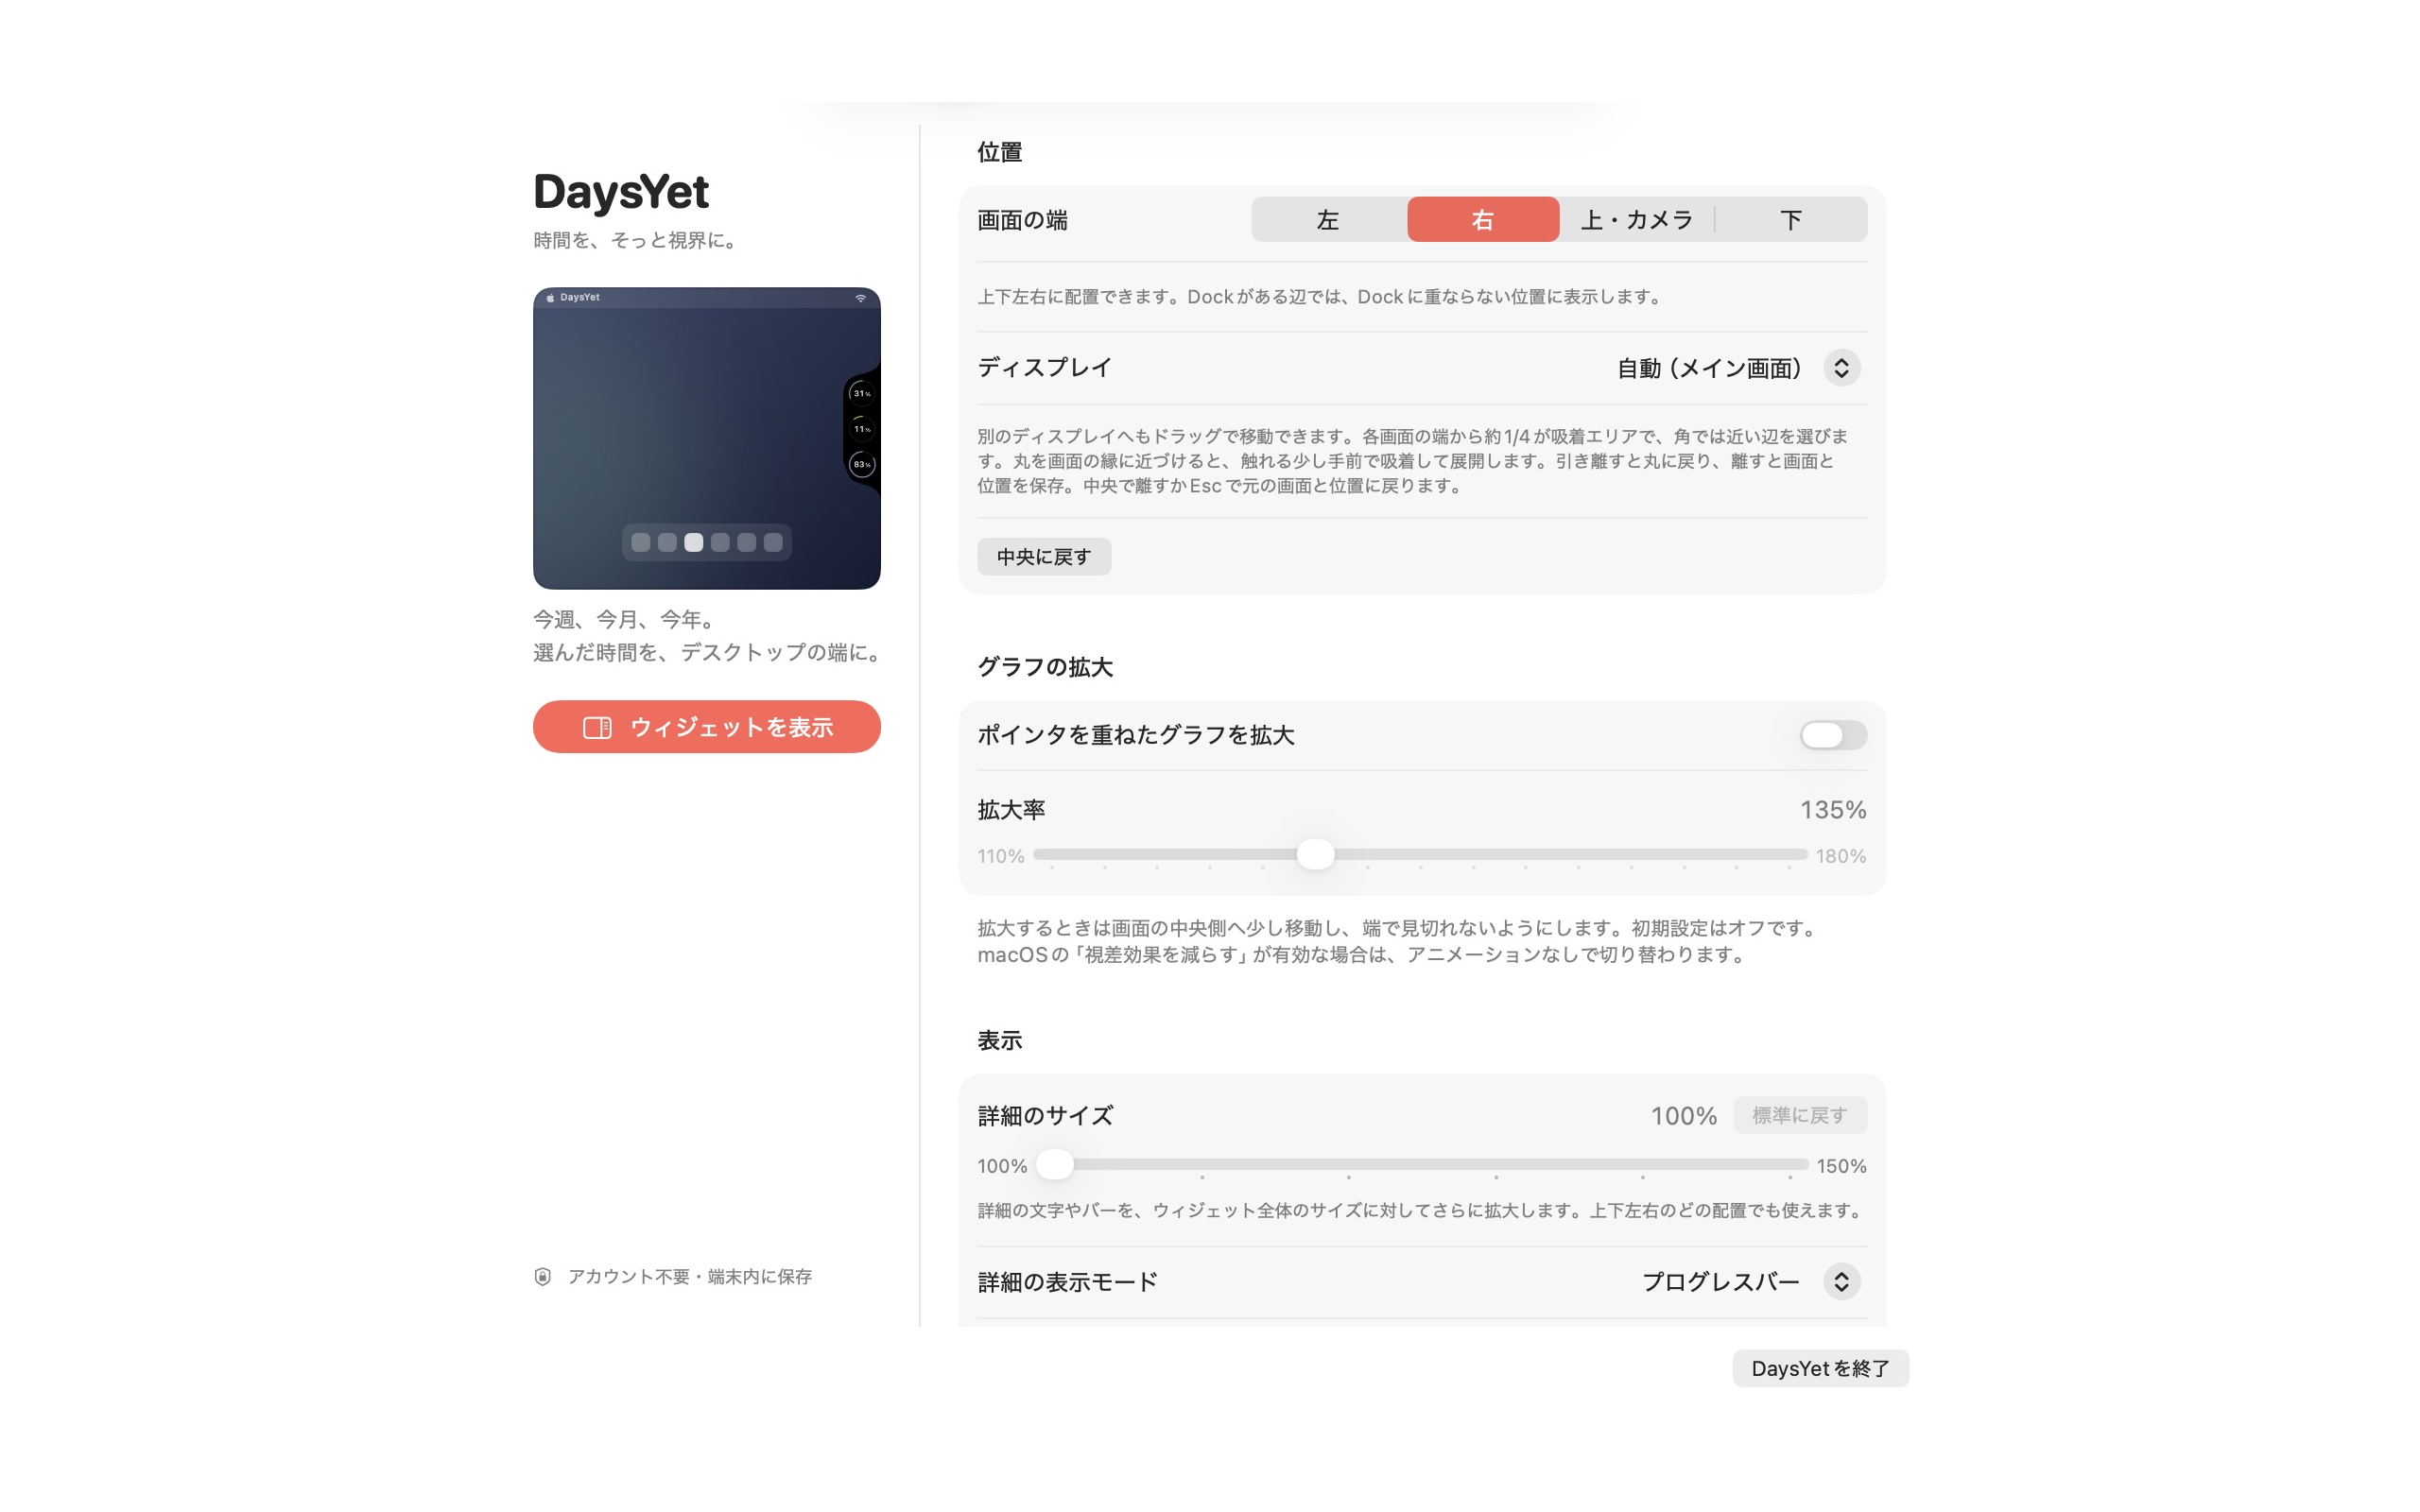 DaysYet
時間を、そっと視界に。
DaysYet
31%
11%
83%
今週、今月、今年。
選んだ時間を、デスクトップの端に。
ウィジェットを表示
アカウント不要・端末内に保存
位置
画面の端
左
右
上・カメラ
下
上下左右に配置できます。Dockがある辺では、Dockに重ならない位置に表示します。
ディスプレイ
自動（メイン画面）
別のディスプレイへもドラッグで移動できます。各画面の端から約1/4が吸着エリアで、角では近い辺を選びま
す。丸を画面の縁に近づけると、触れる少し手前で吸着して展開します。引き離すと丸に戻り、離すと画面と
位置を保存。中央で離すかEscで元の画面と位置に戻ります。
中央に戻す
グラフの拡大
ポインタを重ねたグラフを拡大
拡大率
135%
110%
180%
拡大するときは画面の中央側へ少し移動し、端で見切れないようにします。初期設定はオフです。
macOSの「視差効果を減らす」が有効な場合は、アニメーションなしで切り替わります。
表示
詳細のサイズ
100%
標準に戻す
100%
150%
詳細の文字やバーを、ウィジェット全体のサイズに対してさらに拡大します。上下左右のどの配置でも使えます。
詳細の表示モード
プログレスバー
DaysYetを終了